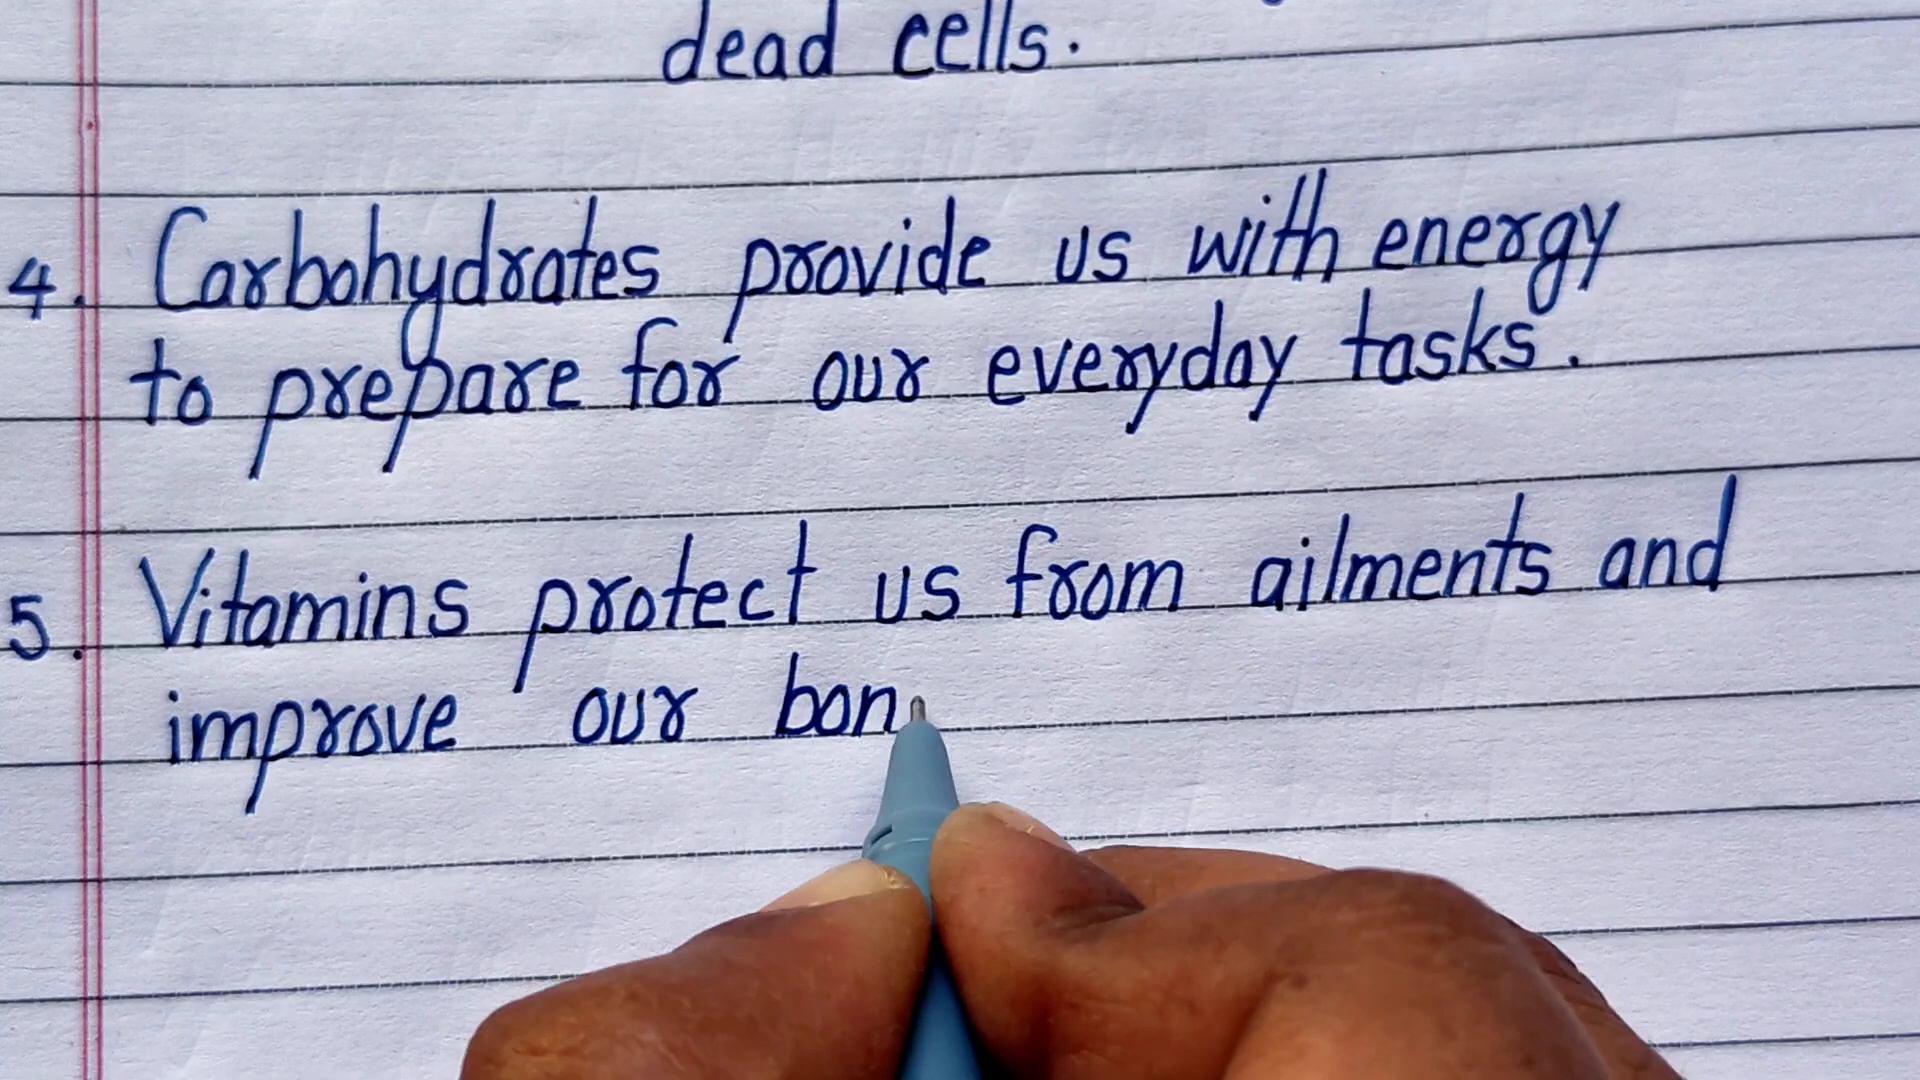 dead cells.
4. Carbohydrates provide us with energy
to prepare for our everyday tasks.
5. Vitamins protect us from ailments and
improve our bon